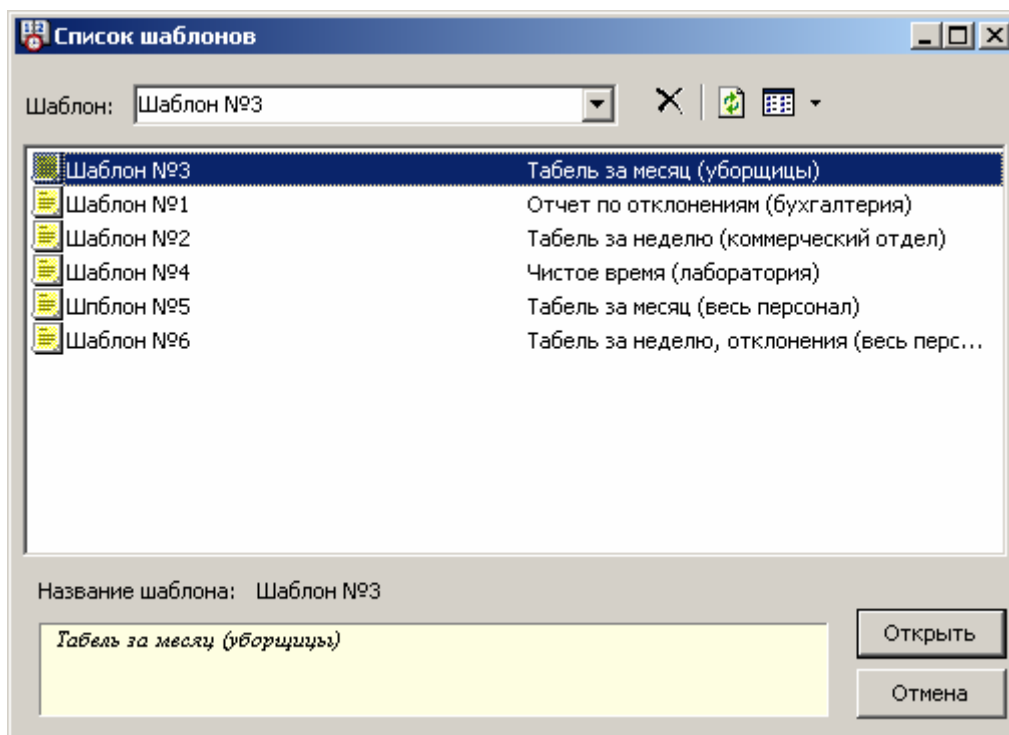 Список шаблонов
Шаблон: Шаблон №3
Шаблон №3 Табель за месяц (уборщицы)
Шаблон №1 Отчет по отклонениям (бухгалтерия)
Шаблон №2 Табель за неделю (коммерческий отдел)
Шаблон №4 Чистое время (лаборатория)
Шпблон №5 Табель за месяц (весь персонал)
Шаблон №6 Табель за неделю, отклонения (весь перс...
Название шаблона: Шаблон №3
Табель за месяц (уборщицы)
Открыть
Отмена